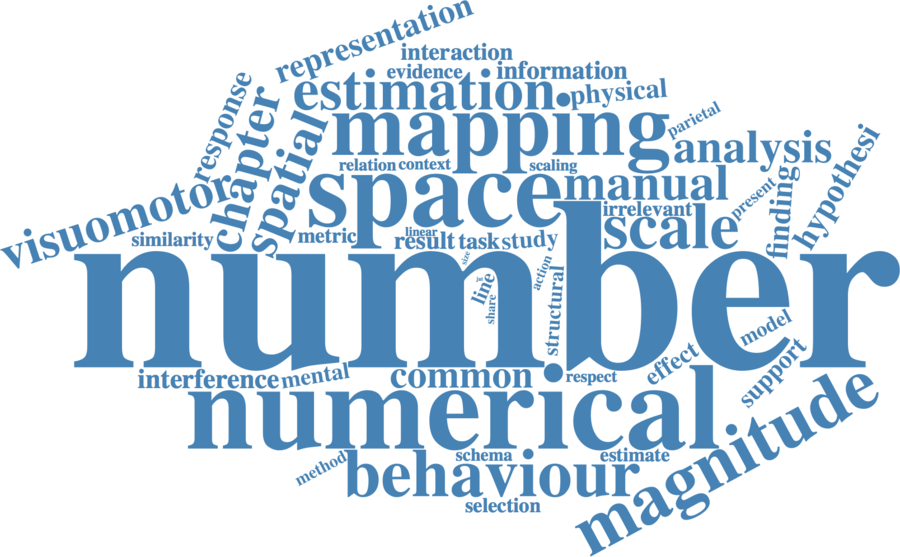 representation
interaction
evidence
information
estimation
physical
response
chapter
spatial
mapping
parietal
analysis
hypothesi
relation
context
scaling
space
manual
present
finding
visuomotor
similarity
metric
linear
irrelevant
scale
result
task
study
number
size
line
share
action
structural
model
interference
mental
common
respect
effect
support
numerical
magnitude
method
schema
estimate
behaviour
selection